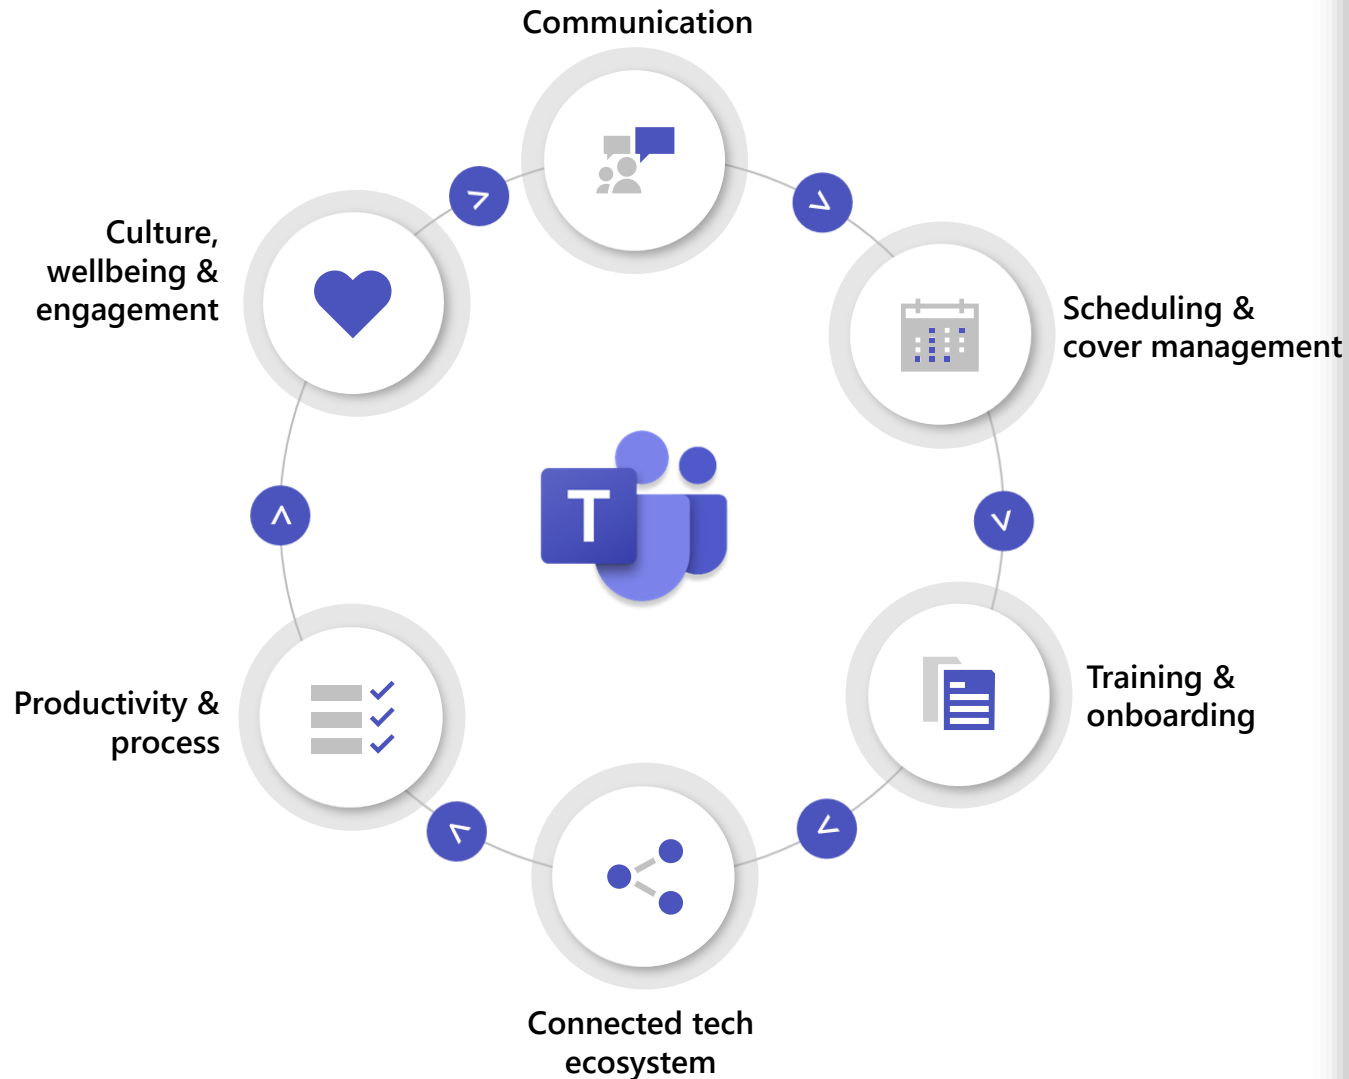 Communication
Culture,
wellbeing &
engagement
Scheduling &
cover management
T
Training &
onboarding
Productivity &
process
Connected tech
ecosystem